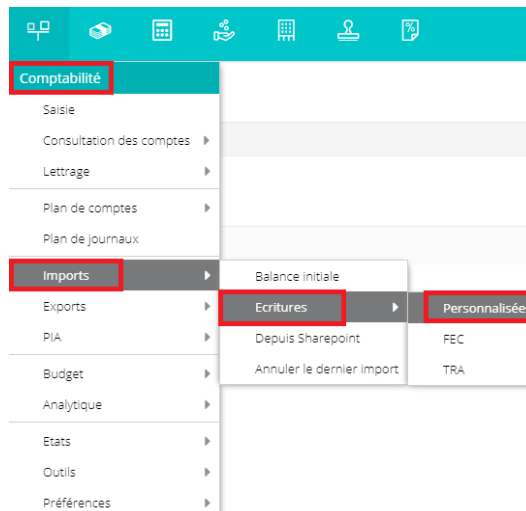 Comptabilité
Saisie
Consultation des comptes
Lettrage
Plan de comptes
Plan de journaux
Imports
Balance initiale
Exports
Ecritures
Personnalisée
PIA
Depuis Sharepoint
FEC
Budget
Annuler le dernier import
TRA
Analytique
Etats
Outils
Préférences